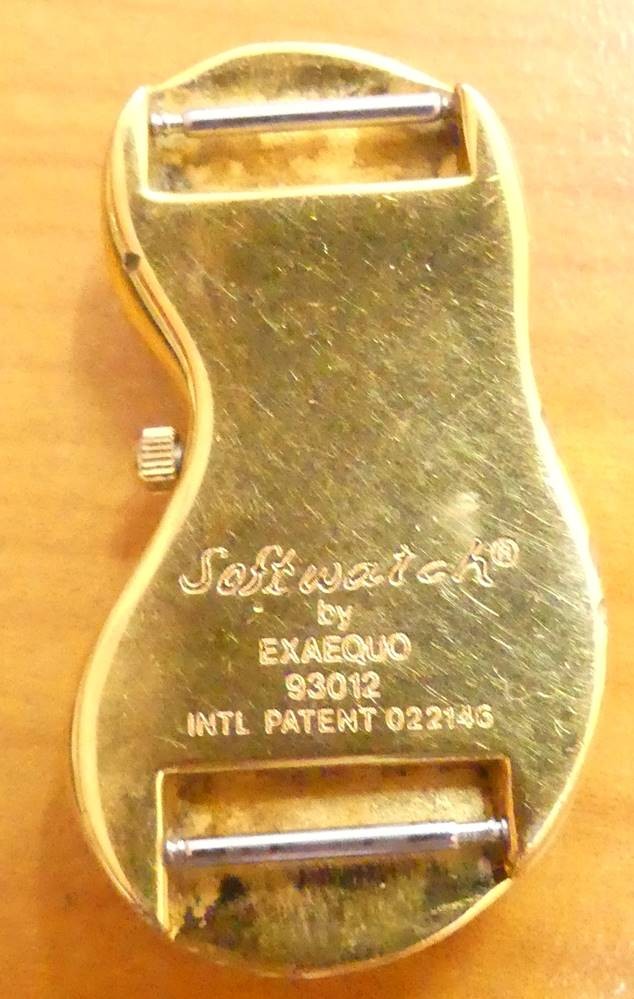 Softwatch®
by
EXAEQUO
93012
INTL PATENT 022146